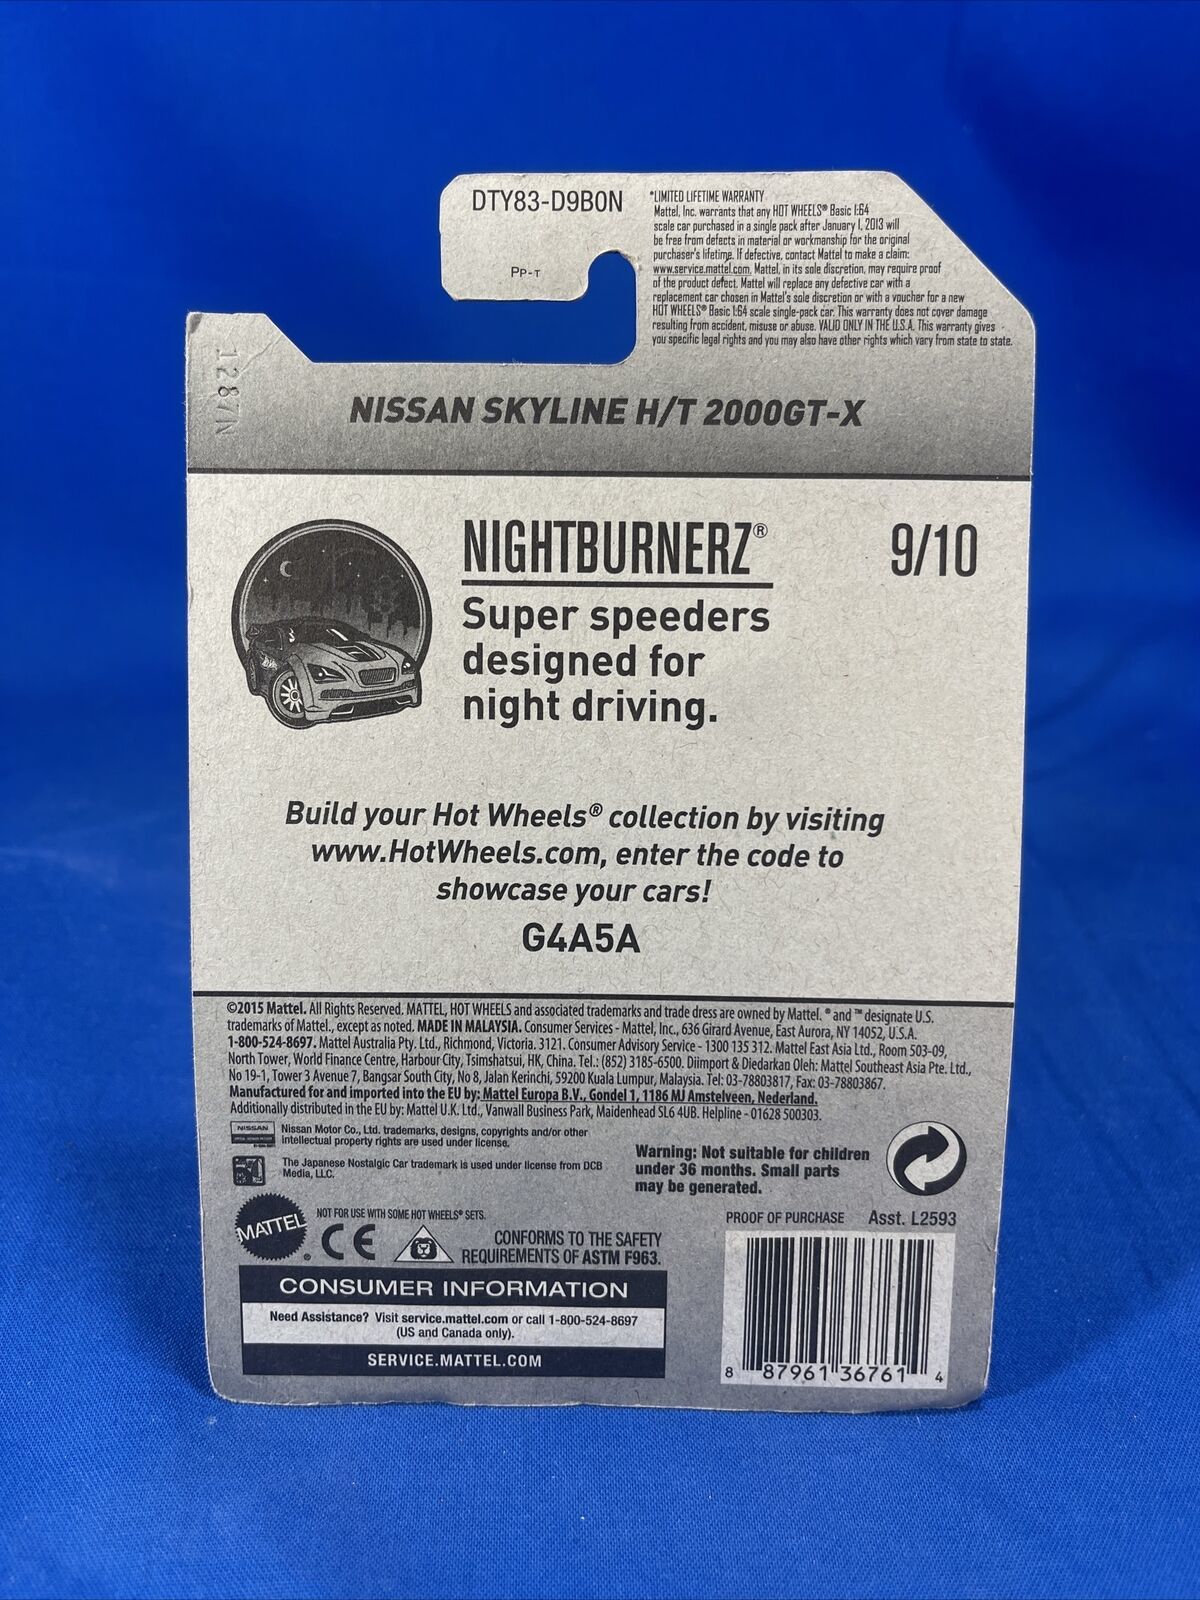 DTY83-D9B0N
PP-T
*LIMITED LIFETIME WARRANTY
Mattel, Inc. warrants that any HOT WHEELS® Basic 1:64
scale car purchased in a single pack after January 1, 2013 will
be free from defects in material or workmanship for the original
purchaser's lifetime. If defective, contact Mattel to make a claim:
www.service.mattel.com. Mattel, in its sole discretion, may require proof
of the product defect. Mattel will replace any defective car with a
replacement car chosen in Mattel's sole discretion or with a voucher for a new
HOT WHEELS® Basic 1:64 scale single-pack car. This warranty does not cover damage
resulting from accident, misuse or abuse. VALID ONLY IN THE U.S.A. This warranty gives
you specific legal rights and you may also have other rights which vary from state to state.
1287N
NISSAN SKYLINE H/T 2000GT-X
NIGHTBURNERZ®
9/10
Super speeders
designed for
night driving.
Build your Hot Wheels® collection by visiting
www.HotWheels.com, enter the code to
showcase your cars!
G4A5A
©2015 Mattel. All Rights Reserved. MATTEL, HOT WHEELS and associated trademarks and trade dress are owned by Mattel. ® and ™ designate U.S.
trademarks of Mattel., except as noted. MADE IN MALAYSIA. Consumer Services - Mattel, Inc., 636 Girard Avenue, East Aurora, NY 14052, U.S.A.
1-800-524-8697. Mattel Australia Pty. Ltd., Richmond, Victoria. 3121. Consumer Advisory Service - 1300 135 312. Mattel East Asia Ltd., Room 503-09,
North Tower, World Finance Centre, Harbour City, Tsimshatsui, HK, China. Tel.: (852) 3185-6500. Diimport & Diedarkan Oleh: Mattel Southeast Asia Pte. Ltd.,
No 19-1, Tower 3 Avenue 7, Bangsar South City, No 8, Jalan Kerinchi, 59200 Kuala Lumpur, Malaysia. Tel: 03-78803817, Fax: 03-78803867.
Manufactured for and imported into the EU by: Mattel Europa B.V., Gondel 1, 1186 MJ Amstelveen, Nederland.
Additionally distributed in the EU by: Mattel U.K. Ltd., Vanwall Business Park, Maidenhead SL6 4UB. Helpline - 01628 500303.
NISSAN
Nissan Motor Co., Ltd. trademarks, designs, copyrights and/or other
intellectual property rights are used under license.
The Japanese Nostalgic Car trademark is used under license from DCB
Media, LLC.
Warning: Not suitable for children
under 36 months. Small parts
may be generated.
MATTEL®
NOT FOR USE WITH SOME HOT WHEELS® SETS.
CE
CONFORMS TO THE SAFETY
REQUIREMENTS OF ASTM F963.
PROOF OF PURCHASE Asst. L2593
CONSUMER INFORMATION
Need Assistance? Visit service.mattel.com or call 1-800-524-8697
(US and Canada only).
SERVICE.MATTEL.COM
8 87961 36761 4